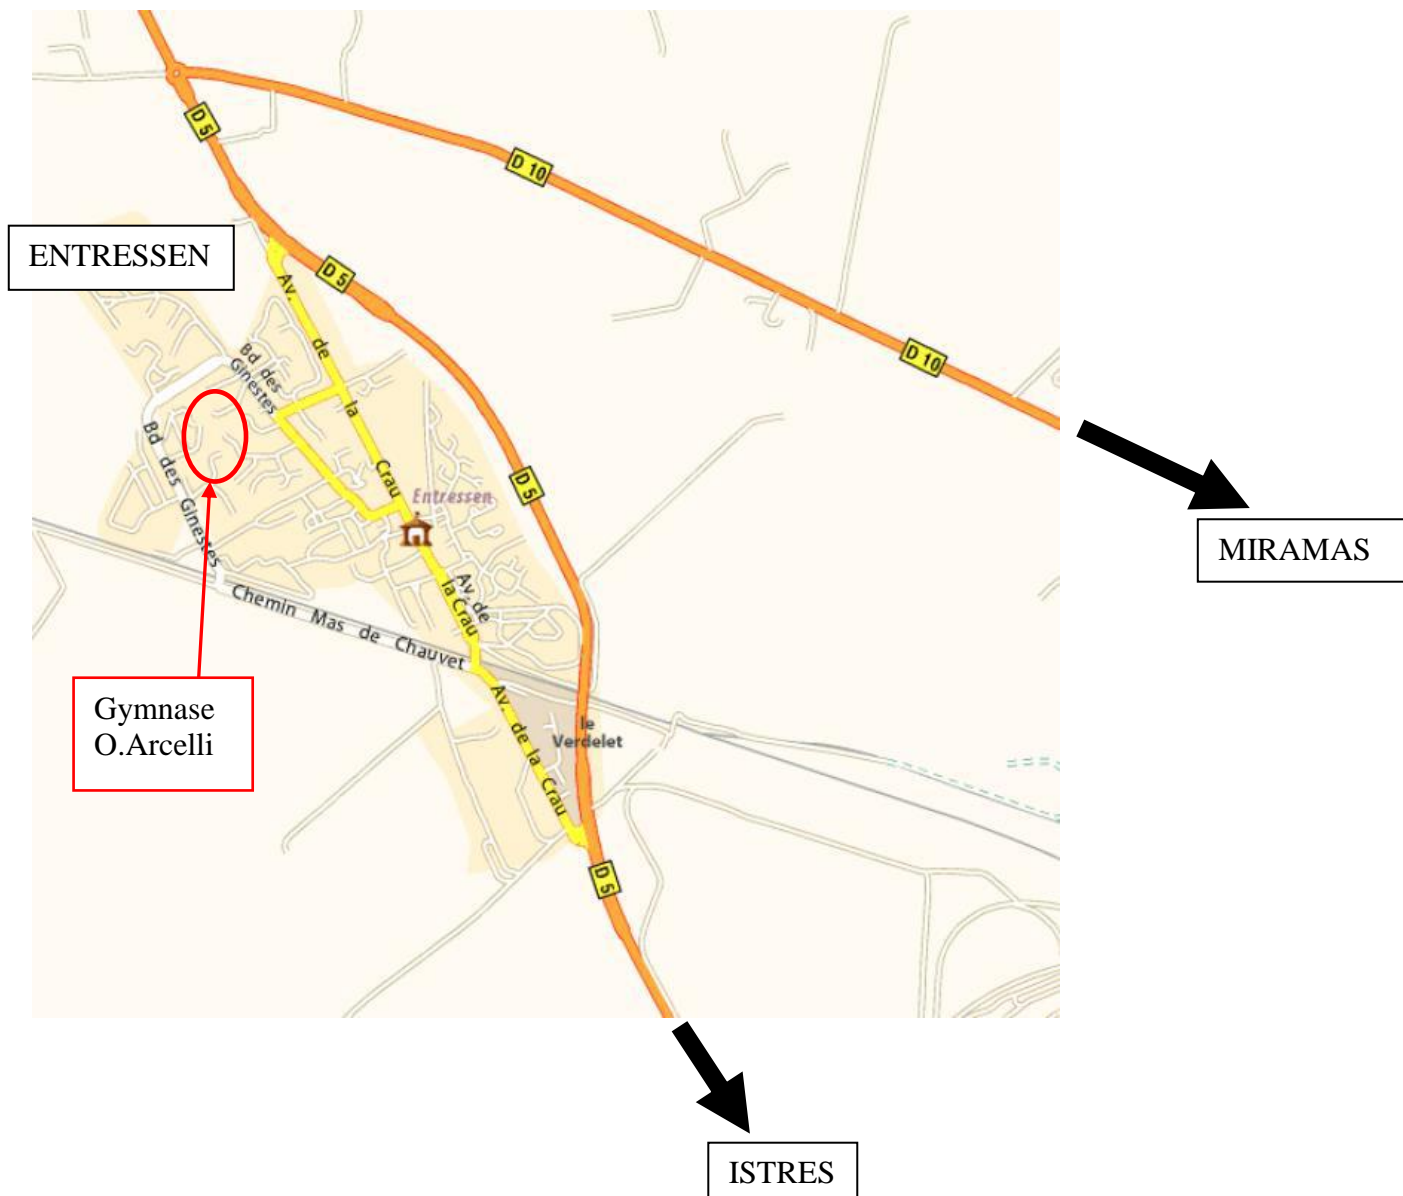 D 5
D 10
ENTRESSEN
D 5
Av. de la Crau
D 10
Bd des
Ginestes
Bd des Ginestes
Entressen
D 5
MIRAMAS
Av. de
la Crau
Chemin Mas de Chauvet
Gymnase
O.Arcelli
Av. de la Crau
le
Verdelet
D 5
ISTRES